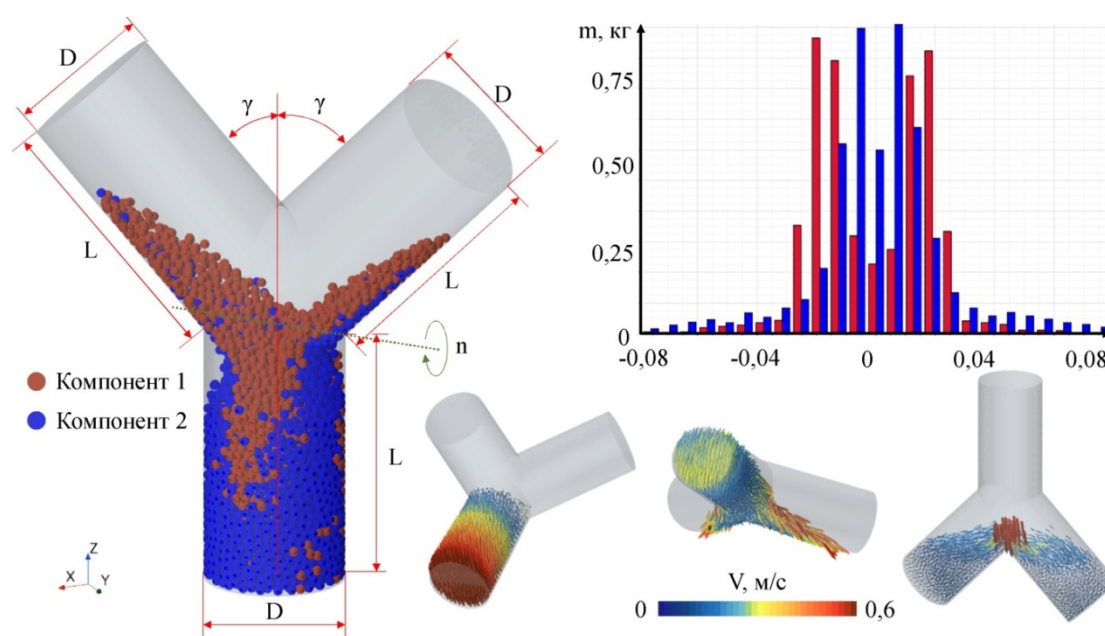 D
γ
γ
D
L
L
n
Компонент 1
Компонент 2
L
Z
X
Y
D
m, кг
0,75
0,50
0,25
0
-0,08
-0,04
0
0,04
0,08
V, м/с
0
0,6